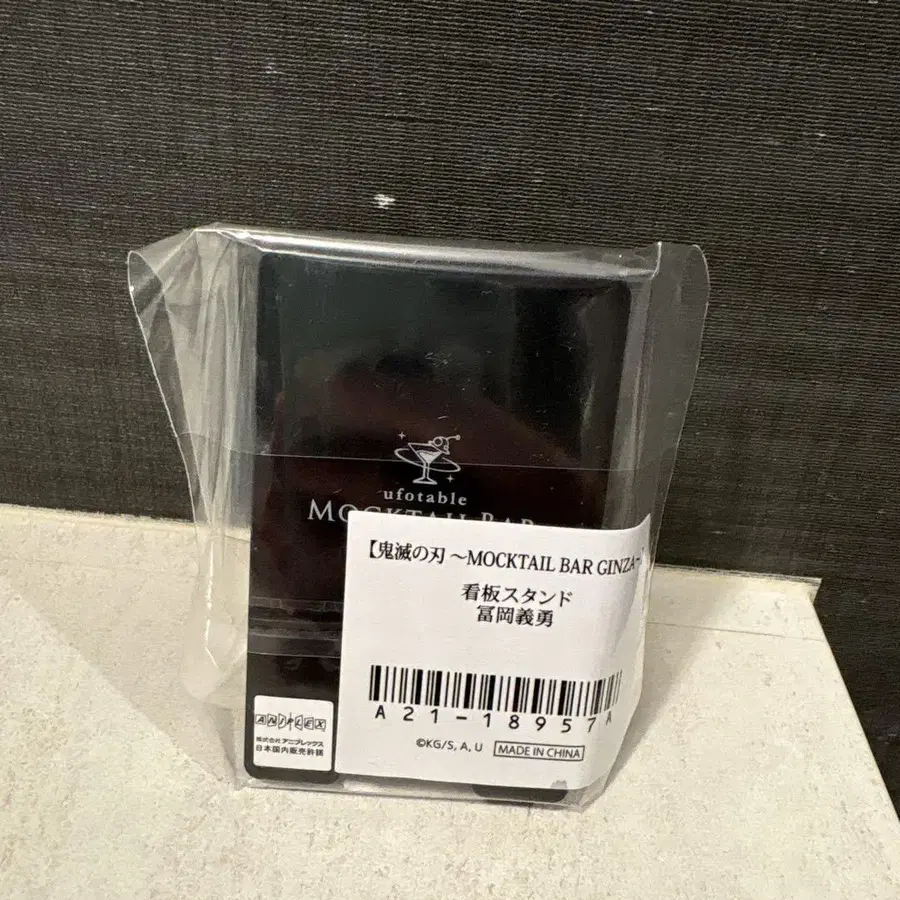 ufotable
MOCKTAIL BAR
【鬼滅の刃 ～MOCKTAIL BAR GINZA～
看板スタンド
冨岡義勇
A21-18957A
©KG/S, A, U
MADE IN CHINA
ANIPLEX
株式会社 アニプレックス
日本国内販売許諾